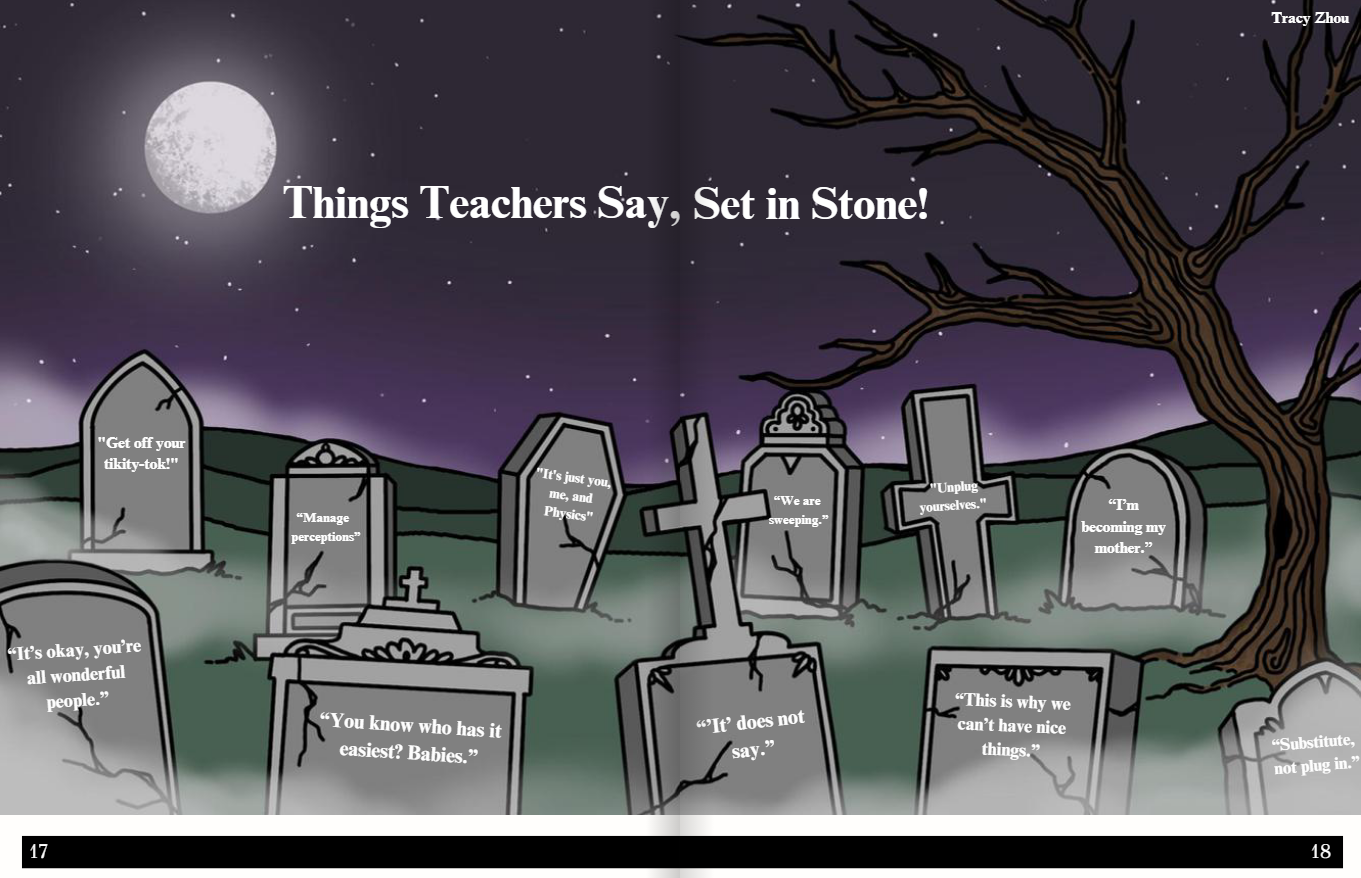 Tracy Zhou
Things Teachers Say, Set in Stone!
"Get off your
tikity-tok!"
“Manage
perceptions”
"It's just you,
me, and
Physics"
“We are
sweeping.”
"Unplug
yourselves."
“I’m
becoming my
mother.”
“It’s okay, you’re
all wonderful
people.”
“You know who has it
easiest? Babies.”
“’It’ does not
say.”
“This is why we
can’t have nice
things.”
“Substitute,
not plug in.”
17
18